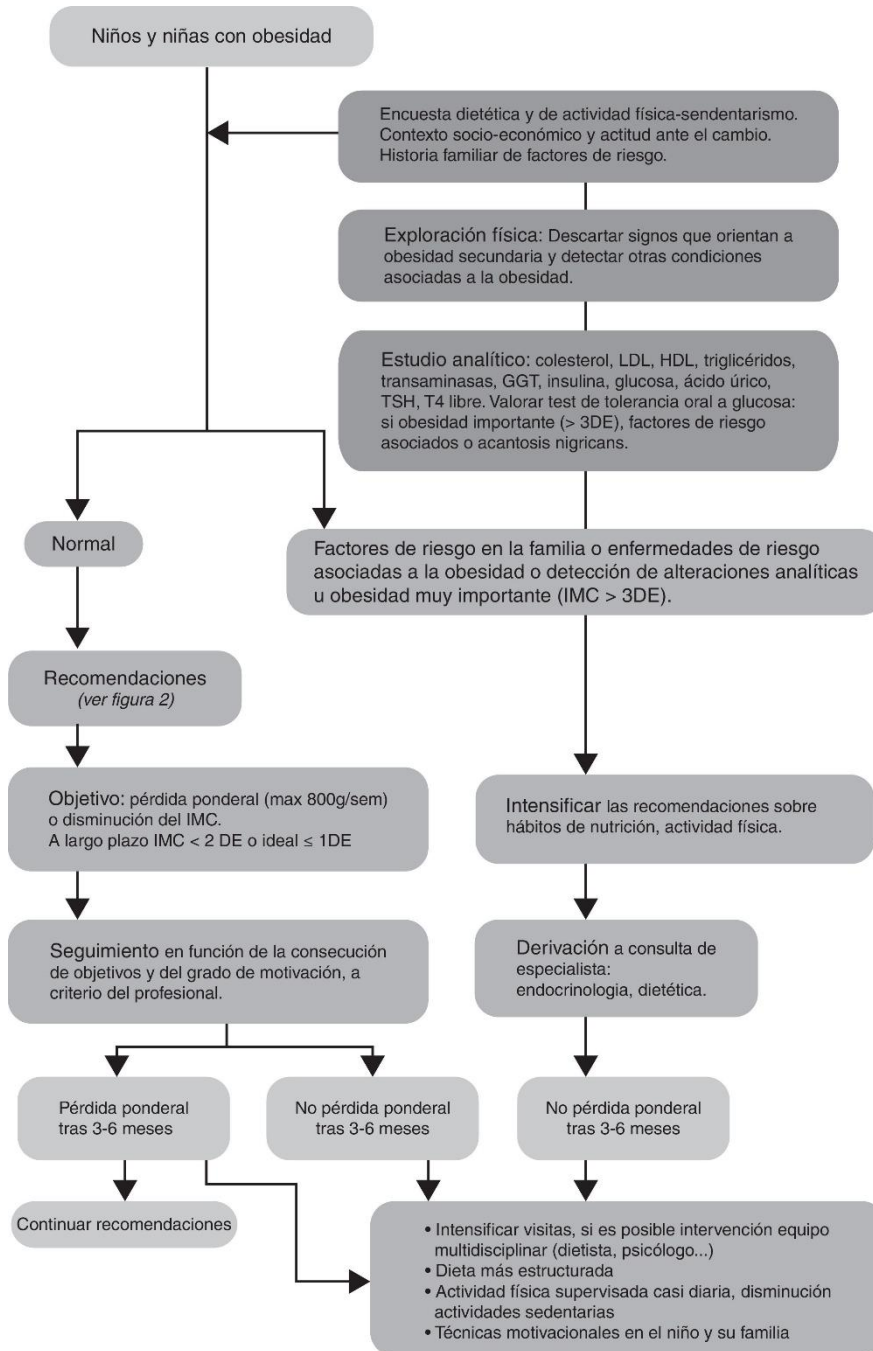 Niños y niñas con obesidad
Encuesta dietética y de actividad física-sendentarismo.
Contexto socio-económico y actitud ante el cambio.
Historia familiar de factores de riesgo.
Exploración física: Descartar signos que orientan a
obesidad secundaria y detectar otras condiciones
asociadas a la obesidad.
Estudio analítico: colesterol, LDL, HDL, triglicéridos,
transaminasas, GGT, insulina, glucosa, ácido úrico,
TSH, T4 libre. Valorar test de tolerancia oral a glucosa:
si obesidad importante (> 3DE), factores de riesgo
asociados o acantosis nigricans.
Normal
Factores de riesgo en la familia o enfermedades de riesgo
asociadas a la obesidad o detección de alteraciones analíticas
u obesidad muy importante (IMC > 3DE).
Recomendaciones
(ver figura 2)
Objetivo: pérdida ponderal (max 800g/sem)
o disminución del IMC.
A largo plazo IMC < 2 DE o ideal ≤ 1DE
Intensificar las recomendaciones sobre
hábitos de nutrición, actividad física.
Seguimiento en función de la consecución
de objetivos y del grado de motivación, a
criterio del profesional.
Derivación a consulta de
especialista:
endocrinologia, dietética.
Pérdida ponderal
tras 3-6 meses
No pérdida ponderal
tras 3-6 meses
No pérdida ponderal
tras 3-6 meses
Continuar recomendaciones
• Intensificar visitas, si es posible intervención equipo
multidisciplinar (dietista, psicólogo...)
• Dieta más estructurada
• Actividad física supervisada casi diaria, disminución
actividades sedentarias
• Técnicas motivacionales en el niño y su familia